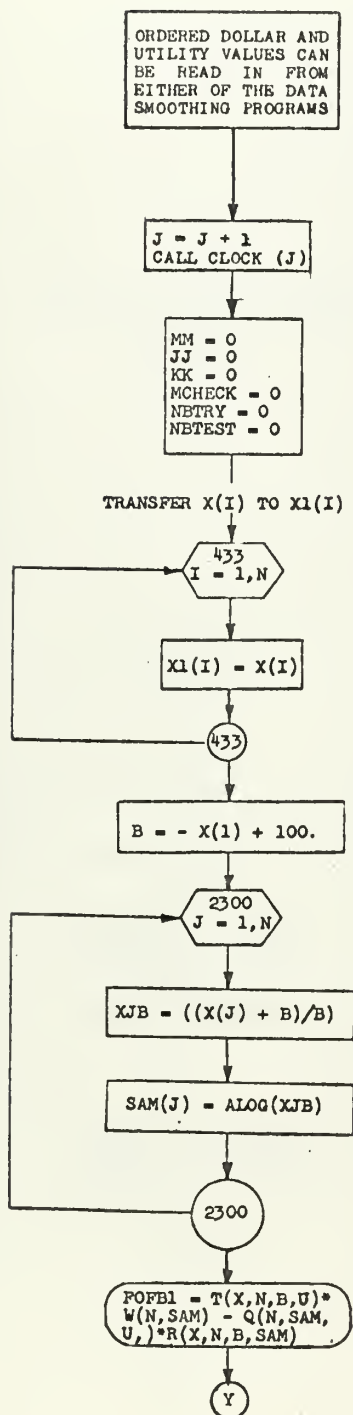 ORDERED DOLLAR AND
UTILITY VALUES CAN
BE READ IN FROM
EITHER OF THE DATA
SMOOTHING PROGRAMS
J = J + 1
CALL CLOCK (J)
MM = 0
JJ = 0
KK = 0
MCHECK = 0
NBTRY = 0
NBTEST = 0
TRANSFER X(I) TO X1(I)
433
I = 1,N
X1(I) = X(I)
433
B = - X(1) + 100.
2300
J = 1,N
XJB = ((X(J) + B)/B)
SAM(J) = ALOG(XJB)
2300
FOFB1 = T(X,N,B,U)*
W(N,SAM) - Q(N,SAM,
U,)*R(X,N,B,SAM)
Y